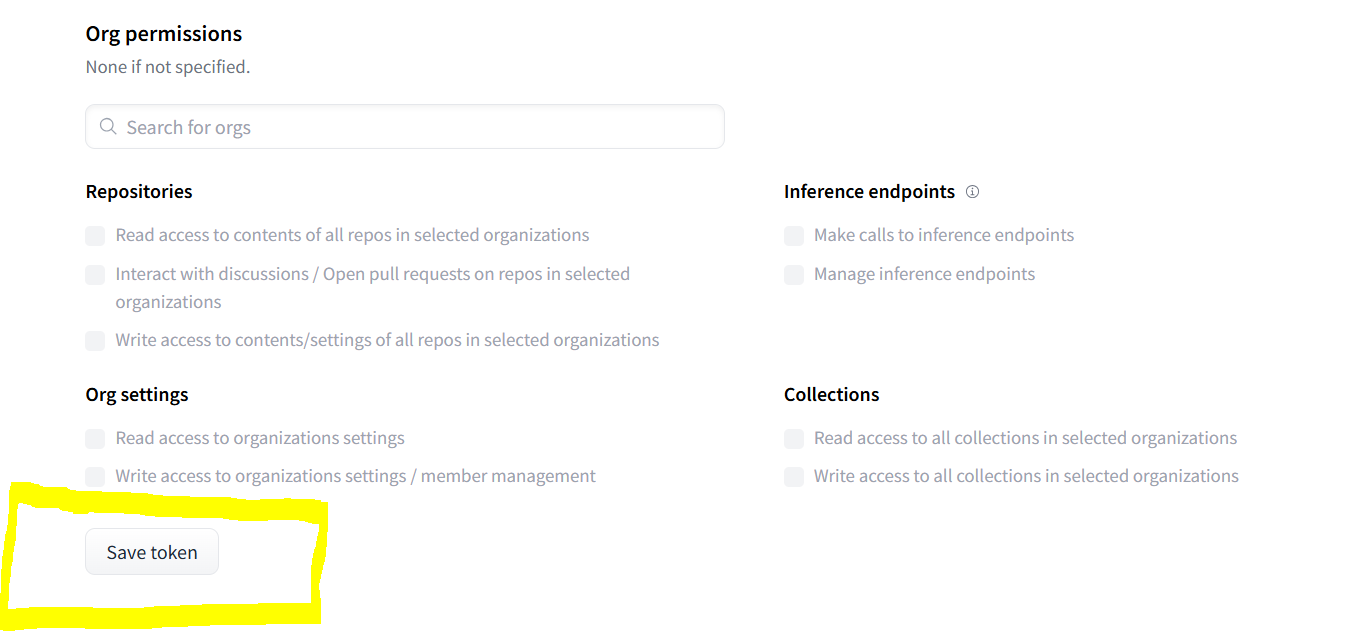 Org permissions
None if not specified.
Search for orgs
Repositories
Read access to contents of all repos in selected organizations
Interact with discussions / Open pull requests on repos in selected
organizations
Write access to contents/settings of all repos in selected organizations
Inference endpoints
Make calls to inference endpoints
Manage inference endpoints
Org settings
Read access to organizations settings
Write access to organizations settings / member management
Collections
Read access to all collections in selected organizations
Write access to all collections in selected organizations
Save token